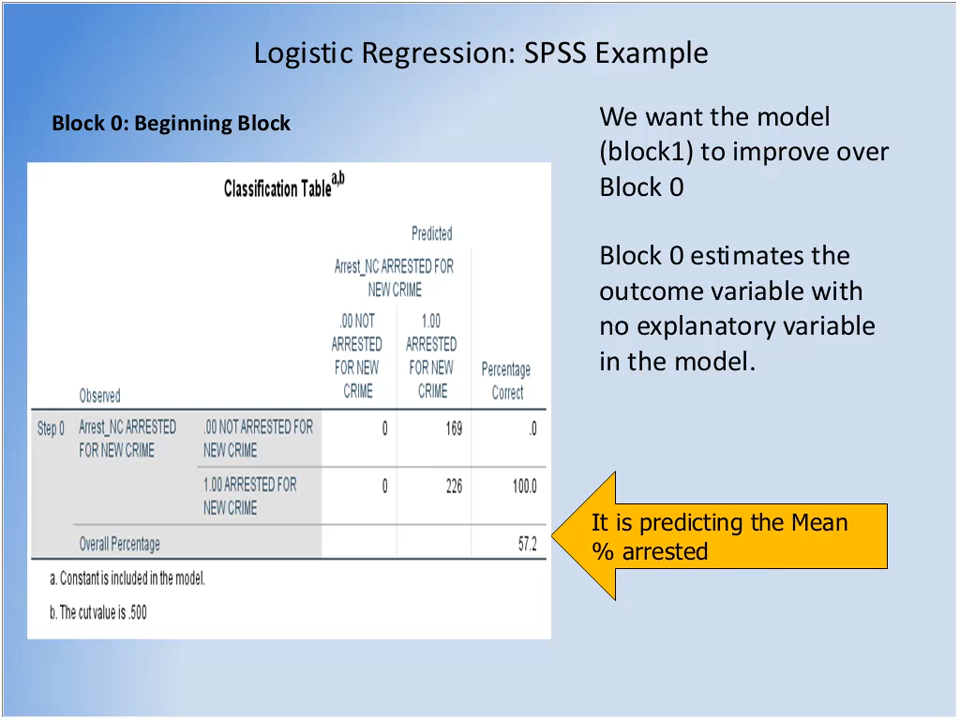 Logistic Regression: SPSS Example
Block 0: Beginning Block
Classification Table a,b
Predicted
Arrest_NC ARRESTED FOR
NEW CRIME
.00 NOT
ARRESTED
FOR NEW
CRIME
1.00
ARRESTED
FOR NEW
CRIME
Percentage
Correct
Observed
Step 0
Arrest_NC ARRESTED
FOR NEW CRIME
.00 NOT ARRESTED FOR
NEW CRIME
0 169 .0
1.00 ARRESTED FOR
NEW CRIME
0 226 100.0
Overall Percentage 57.2
a. Constant is included in the model.
b. The cut value is .500
We want the model
(block1) to improve over
Block 0
Block 0 estimates the
outcome variable with
no explanatory variable
in the model.
It is predicting the Mean
% arrested